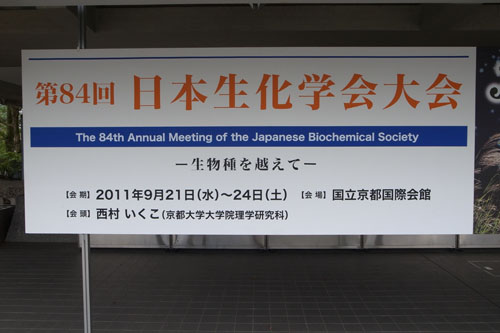 第84回 日本生化学会大会
The 84th Annual Meeting of the Japanese Biochemical Society
－生物種を越えて－
【会 期】 2011年9月21日(水)～24日(土) 【会 場】 国立京都国際会館
【会 頭】 西村 いくこ(京都大学大学院理学研究科)